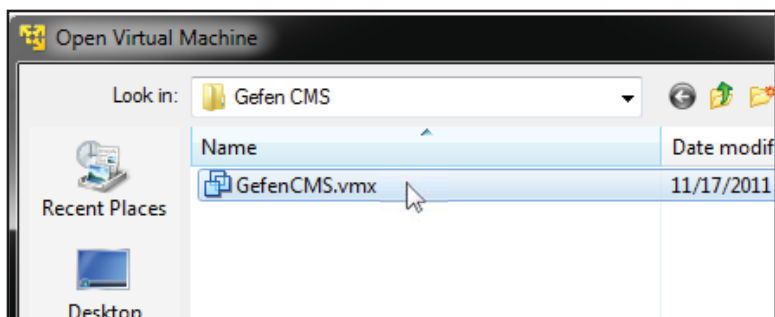 Open Virtual Machine
Look in: Gefen CMS
Name Date modif
GefenCMS.vmx 11/17/2011
Recent Places
Desktop